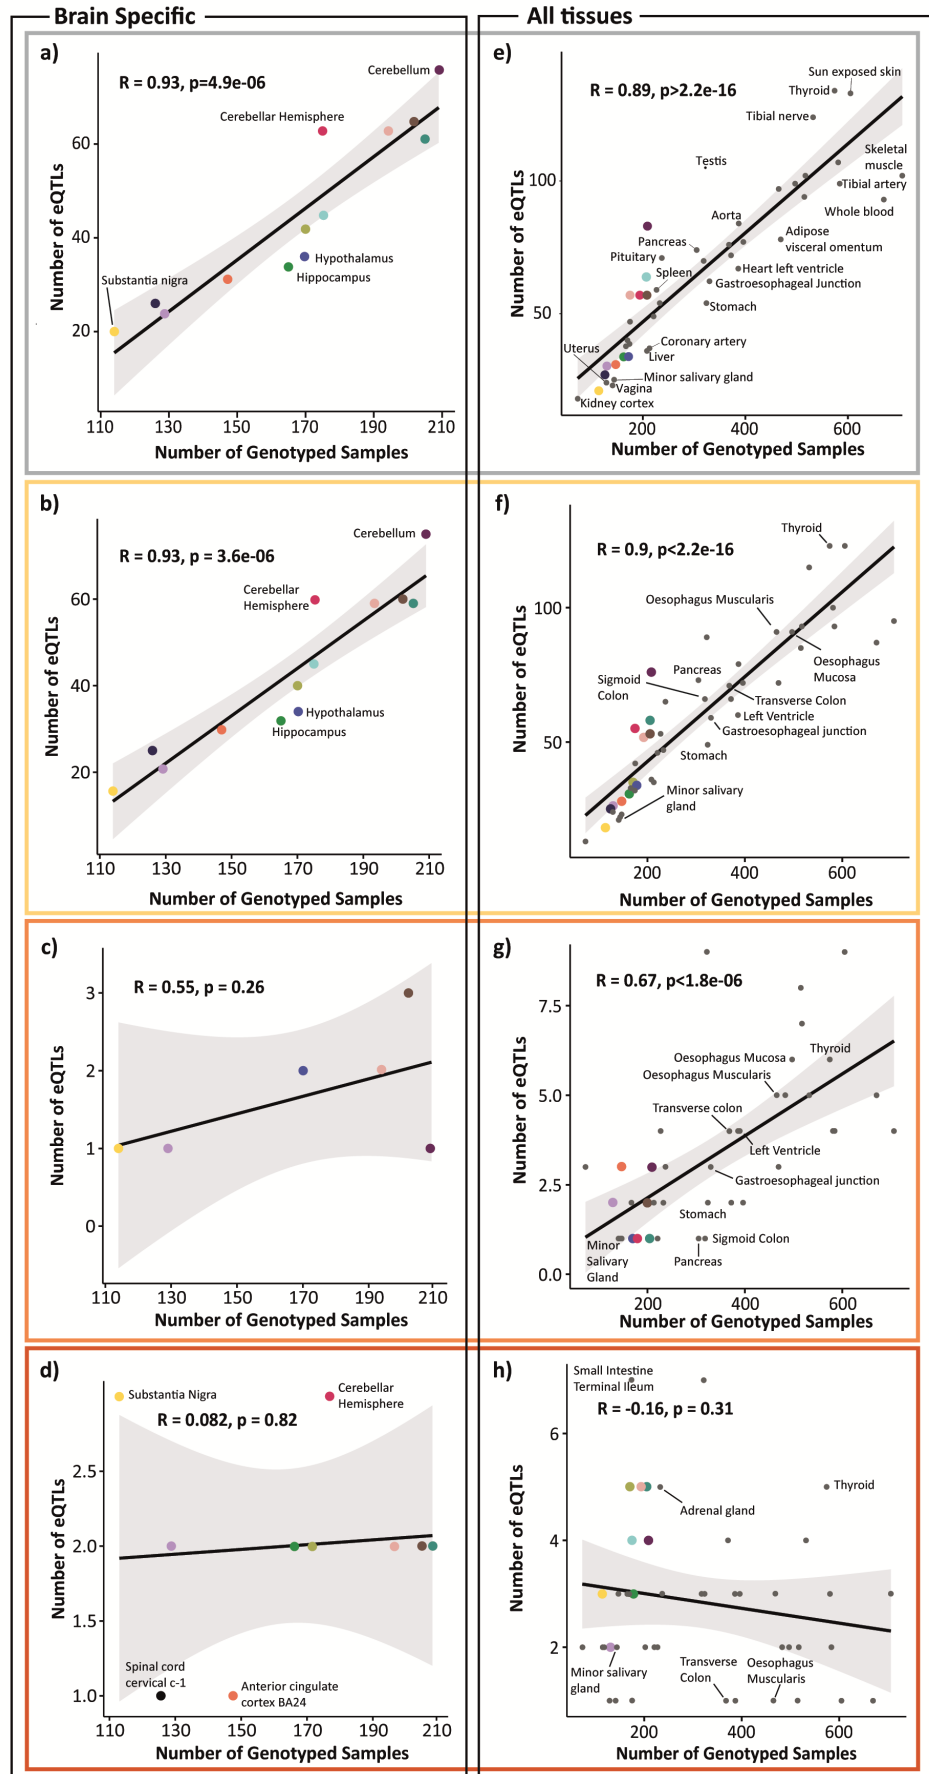 Brain Specific
All tissues
a)
R = 0.93, p=4.9e-06
Cerebellum
Cerebellar Hemisphere
Hypothalamus
Hippocampus
Substantia nigra
Number of eQTLs
60
40
20
110 130 150 170 190 210
Number of Genotyped Samples
e)
R = 0.89, p>2.2e-16
Sun exposed skin
Thyroid
Tibial nerve
Testis
Skeletal
muscle
Tibial artery
Whole blood
Aorta
Adipose
visceral omentum
Pancreas
Pituitary
Spleen
Heart left ventricle
Gastroesophageal Junction
Stomach
Coronary artery
Uterus
Liver
Minor salivary gland
Vagina
Kidney cortex
Number of eQTLs
100
50
200 400 600
Number of Genotyped Samples
b)
R = 0.93, p = 3.6e-06
Cerebellum
Cerebellar
Hemisphere
Hypothalamus
Hippocampus
Number of eQTLs
60
40
20
110 130 150 170 190 210
Number of Genotyped Samples
f)
R = 0.9, p<2.2e-16
Thyroid
Oesophagus Muscularis
Oesophagus
Mucosa
Pancreas
Sigmoid
Colon
Transverse Colon
Left Ventricle
Gastroesophageal junction
Stomach
Minor salivary
gland
Number of eQTLs
100
50
200 400 600
Number of Genotyped Samples
c)
R = 0.55, p = 0.26
Number of eQTLs
3
2
1
0
110 130 150 170 190 210
Number of Genotyped Samples
g)
R = 0.67, p<1.8e-06
Oesophagus Mucosa
Thyroid
Oesophagus Muscularis
Transverse colon
Left Ventricle
Gastroesophageal junction
Stomach
Sigmoid Colon
Pancreas
Minor
Salivary
Gland
Number of eQTLs
7.5
5.0
2.5
0.0
200 400 600
Number of Genotyped Samples
d)
Substantia Nigra
Cerebellar
Hemisphere
R = 0.082, p = 0.82
Spinal cord
cervical c-1
Anterior cingulate
cortex BA24
Number of eQTLs
2.5
2.0
1.5
1.0
110 130 150 170 190 210
Number of Genotyped Samples
h)
Small Intestine
Terminal Ileum
R = -0.16, p = 0.31
Thyroid
Adrenal gland
Minor salivary
gland
Transverse
Colon
Oesophagus
Muscularis
Number of eQTLs
6
4
2
200 400 600
Number of Genotyped Samples